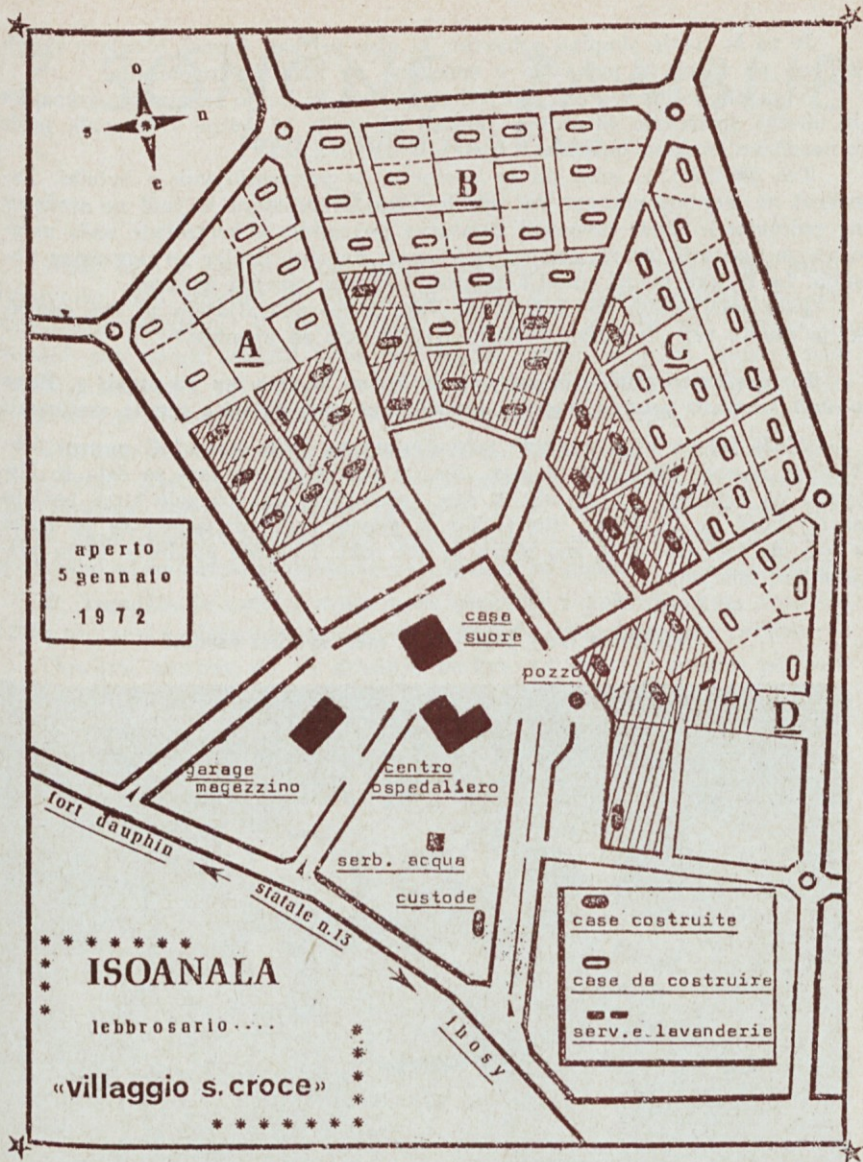 o
s n
e
B
A
C
aperto
5 gennaio
1972
casa
suore
pozzo
D
garage
magazzino
centro
ospedaliero
fort dauphin
serb. acqua
custode
statale n.13
case costruite
case da costruire
serv.e.lavanderie
ISOANALA
lebbrosario....
Jhosy
«villaggio s.croce»